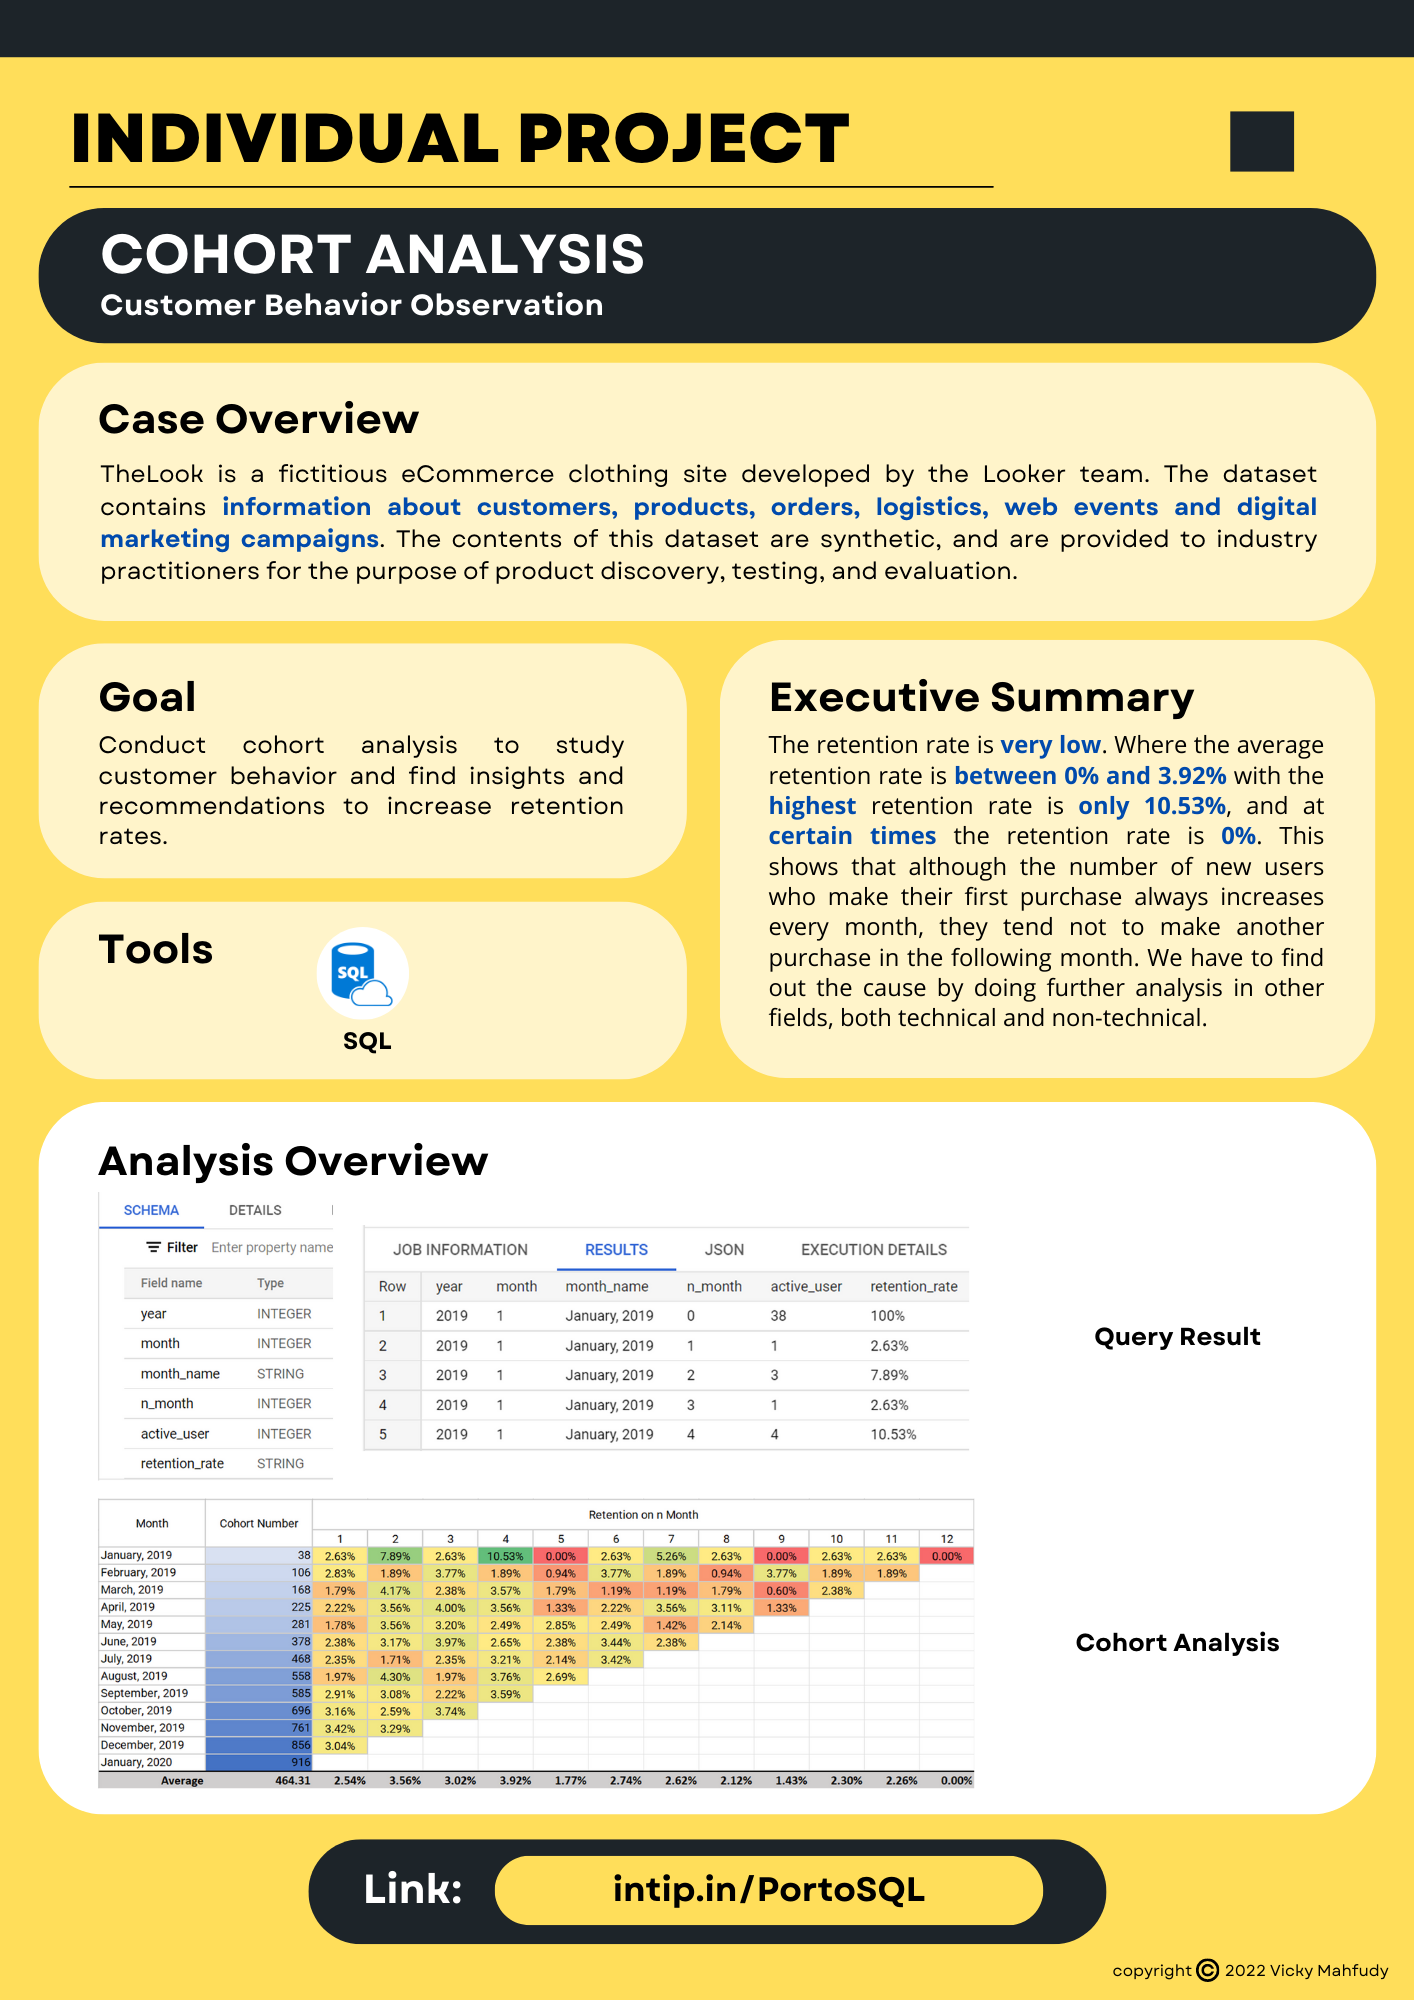 INDIVIDUAL PROJECT
COHORT ANALYSIS
Customer Behavior Observation
Case Overview
TheLook is a fictitious eCommerce clothing site developed by the Looker team. The dataset
contains information about customers, products, orders, logistics, web events and digital
marketing campaigns. The contents of this dataset are synthetic, and are provided to industry
practitioners for the purpose of product discovery, testing, and evaluation.
Goal
Conduct cohort analysis to study
customer behavior and find insights and
recommendations to increase retention
rates.
Tools
SQL
SQL
Executive Summary
The retention rate is very low. Where the average
retention rate is between 0% and 3.92% with the
highest retention rate is only 10.53%, and at
certain times the retention rate is 0%. This
shows that although the number of new users
who make their first purchase always increases
every month, they tend not to make another
purchase in the following month. We have to find
out the cause by doing further analysis in other
fields, both technical and non-technical.
Analysis Overview
SCHEMA DETAILS
Filter Enter property name
Field name Type
year INTEGER
month INTEGER
month_name STRING
n_month INTEGER
active_user INTEGER
retention_rate STRING
JOB INFORMATION RESULTS JSON EXECUTION DETAILS
Row year month month_name n_month active_user retention_rate
1 2019 1 January, 2019 0 38 100%
2 2019 1 January, 2019 1 1 2.63%
3 2019 1 January, 2019 2 3 7.89%
4 2019 1 January, 2019 3 1 2.63%
5 2019 1 January, 2019 4 4 10.53%
Query Result
Month Cohort Number Retention on n Month
1 2 3 4 5 6 7 8 9 10 11 12
January, 2019 38 2.63% 7.89% 2.63% 10.53% 0.00% 2.63% 5.26% 2.63% 0.00% 2.63% 2.63% 0.00%
February, 2019 106 2.83% 1.89% 3.77% 1.89% 0.94% 3.77% 1.89% 0.94% 3.77% 1.89% 1.89%
March, 2019 168 1.79% 4.17% 2.38% 3.57% 1.79% 1.19% 1.19% 1.79% 0.60% 2.38%
April, 2019 225 2.22% 3.56% 4.00% 3.56% 1.33% 2.22% 3.56% 3.11% 1.33%
May, 2019 281 1.78% 3.56% 3.20% 2.49% 2.85% 2.49% 1.42% 2.14%
June, 2019 378 2.38% 3.17% 3.97% 2.65% 2.38% 3.44% 2.38%
July, 2019 468 2.35% 1.71% 2.35% 3.21% 2.14% 3.42%
August, 2019 558 1.97% 4.30% 1.97% 3.76% 2.69%
September, 2019 585 2.91% 3.08% 2.22% 3.59%
October, 2019 696 3.16% 2.59% 3.74%
November, 2019 761 3.42% 3.29%
December, 2019 856 3.04%
January, 2020 916
Average 464.31 2.54% 3.56% 3.02% 3.92% 1.77% 2.74% 2.62% 2.12% 1.43% 2.30% 2.26% 0.00%
Cohort Analysis
Link: intip.in/PortoSQL
copyright © 2022 Vicky Mahfudy